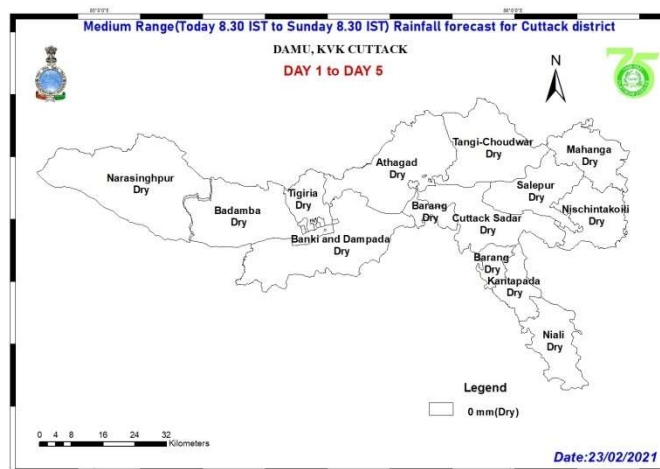 Medium Range(Today 8.30 IST to Sunday 8.30 IST) Rainfall forecast for Cuttack district
DAMU, KVK CUTTACK
DAY 1 to DAY 5
N
75
Tangi-Choudwar
Dry
Mahanga
Dry
Athagad
Dry
Narasinghpur
Dry
Tigiria
Dry
Salepur
Dry
Nischintakoili
Dry
Badamba
Dry
Barang
Dry
Cuttack Sadar
Dry
Banki and Dampada
Dry
Barang
Dry
Kantapada
Dry
Niali
Dry
Legend
0 mm(Dry)
0 4 8 16 24 32
Kilometers
Date:23/02/2021